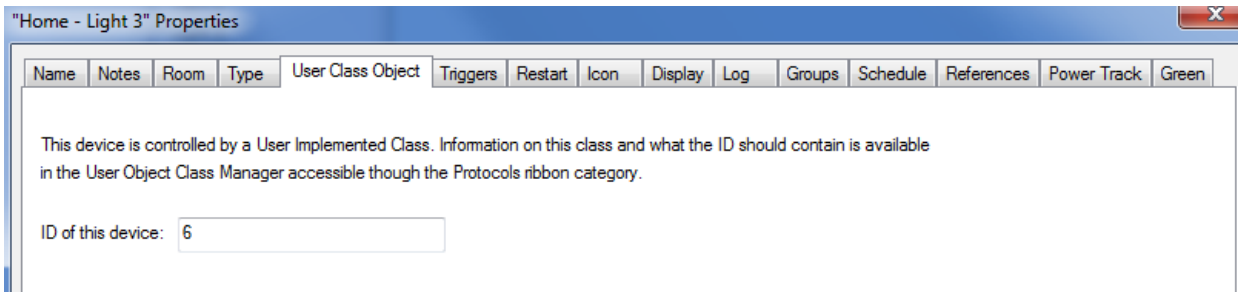 "Home - Light 3" Properties
X
Name Notes Room Type User Class Object Triggers Restart Icon Display Log Groups Schedule References Power Track Green
This device is controlled by a User Implemented Class. Information on this class and what the ID should contain is available
in the User Object Class Manager accessible though the Protocols ribbon category.
ID of this device: 6